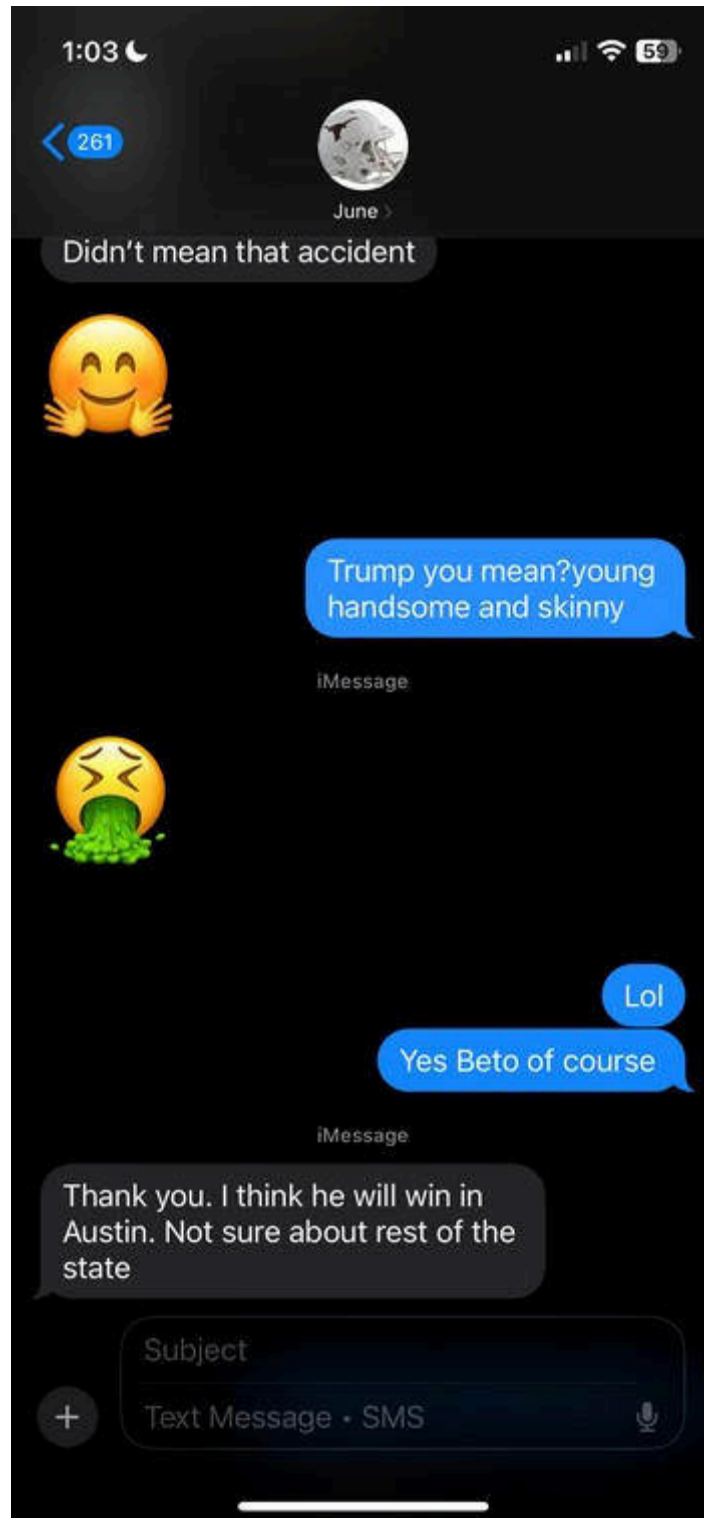 1:03
59
261
June
Didn't mean that accident
Trump you mean?young
handsome and skinny
iMessage
Lol
Yes Beto of course
iMessage
Thank you. I think he will win in
Austin. Not sure about rest of the
state
Subject
Text Message • SMS